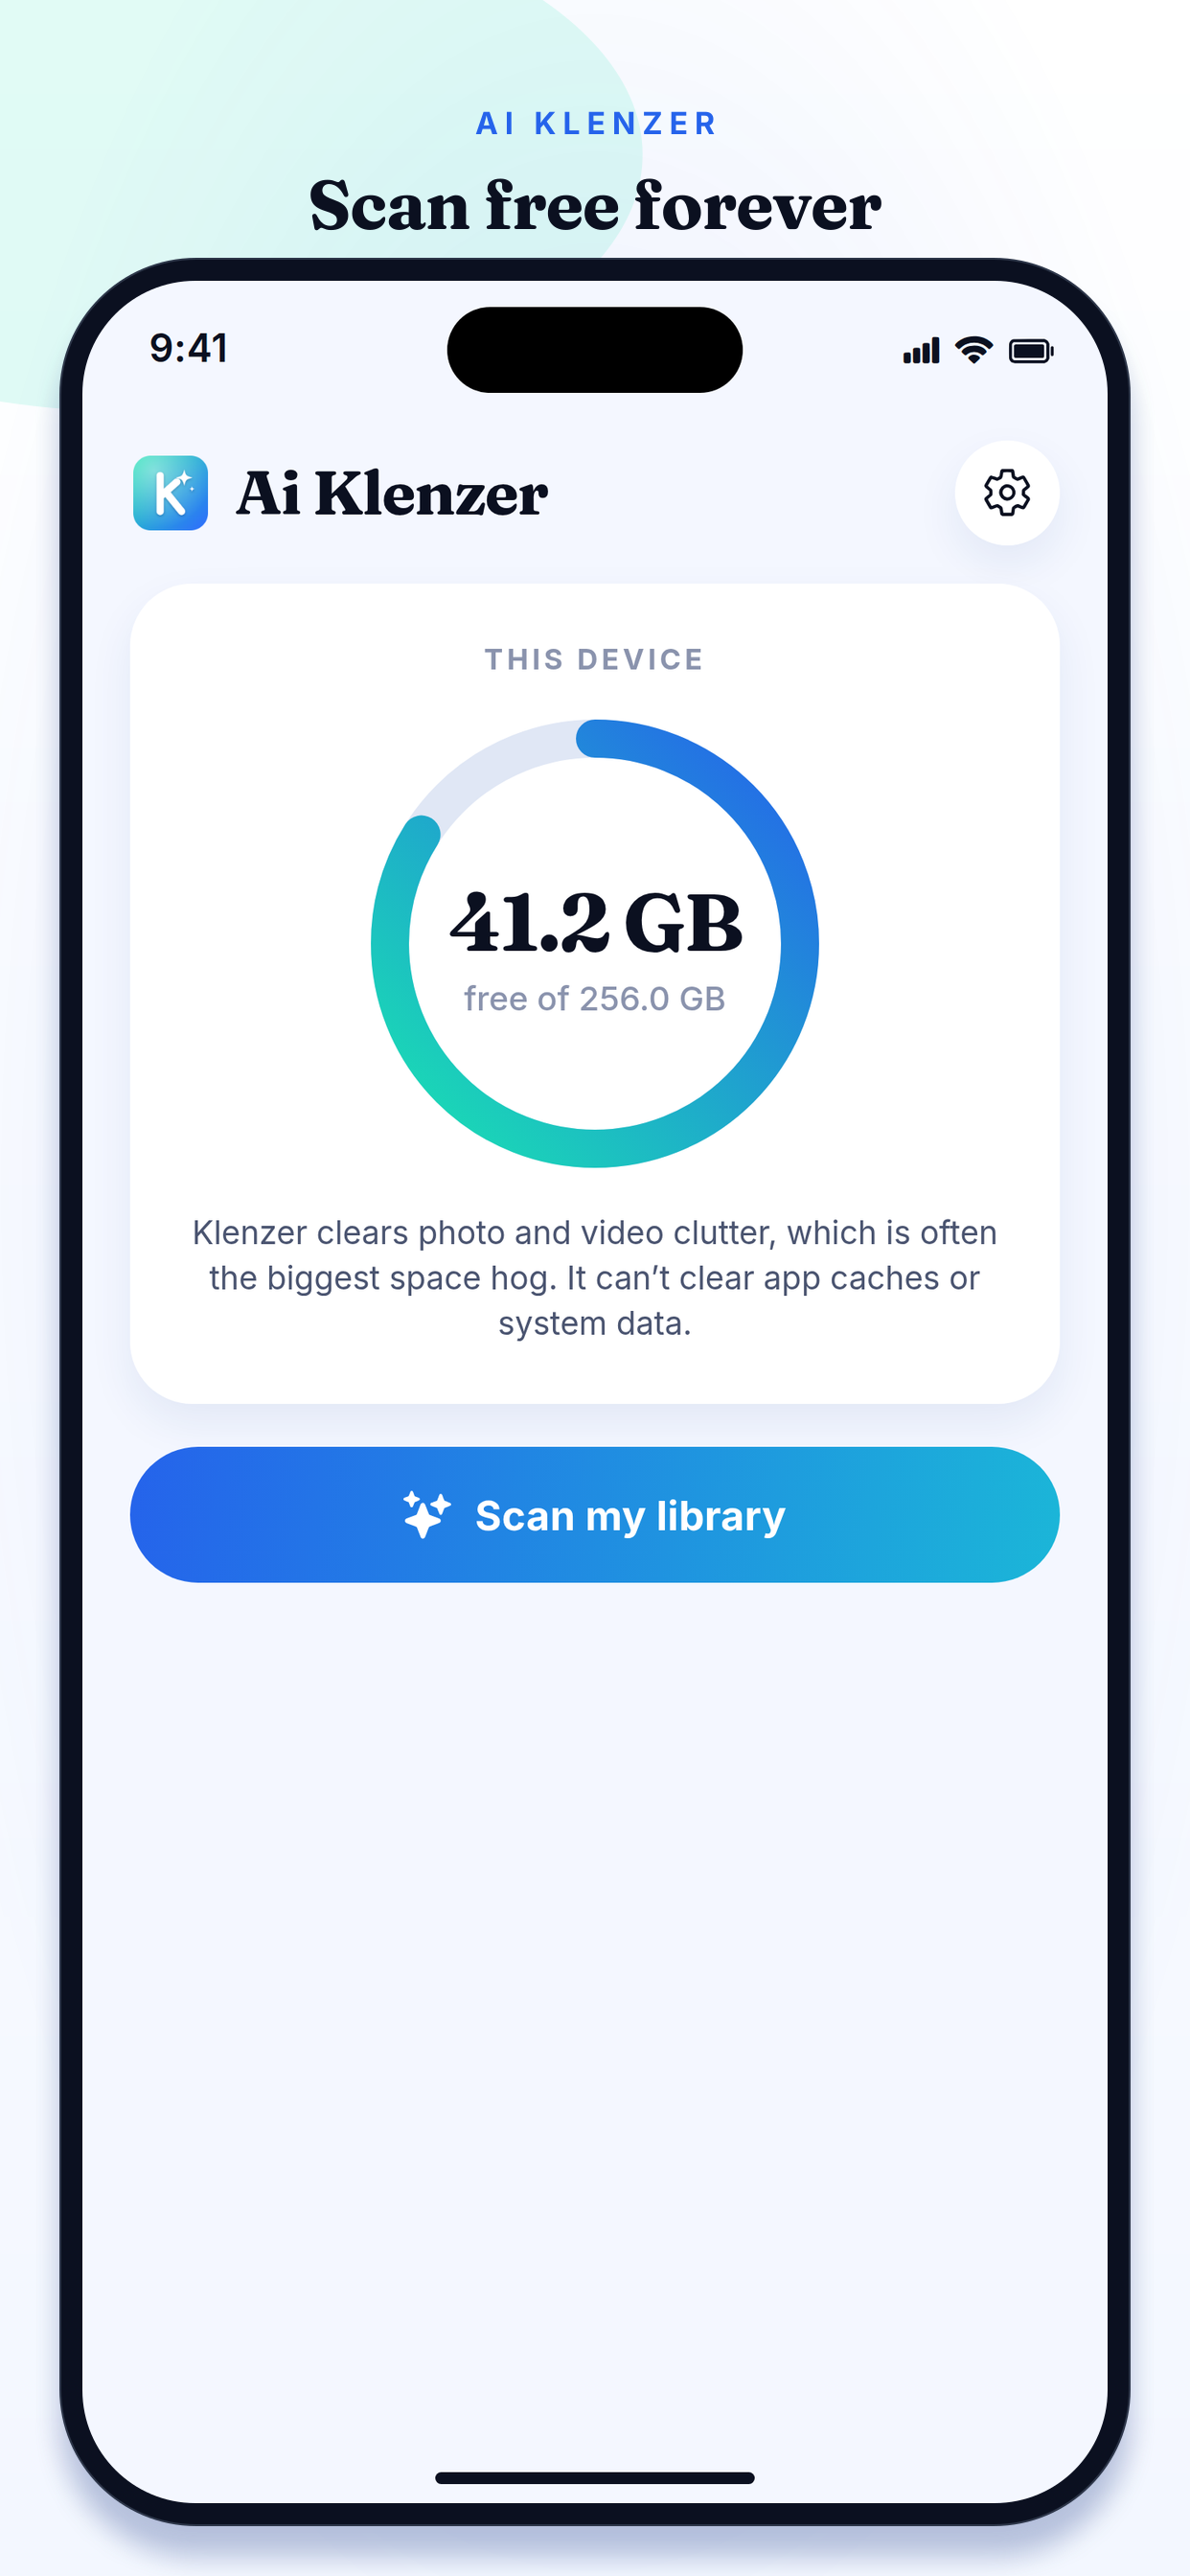 AI KLENZER
Scan free forever
9:41
K
Ai Klenzer
THIS DEVICE
41.2 GB
free of 256.0 GB
Klenzer clears photo and video clutter, which is often
the biggest space hog. It can’t clear app caches or
system data.
Scan my library